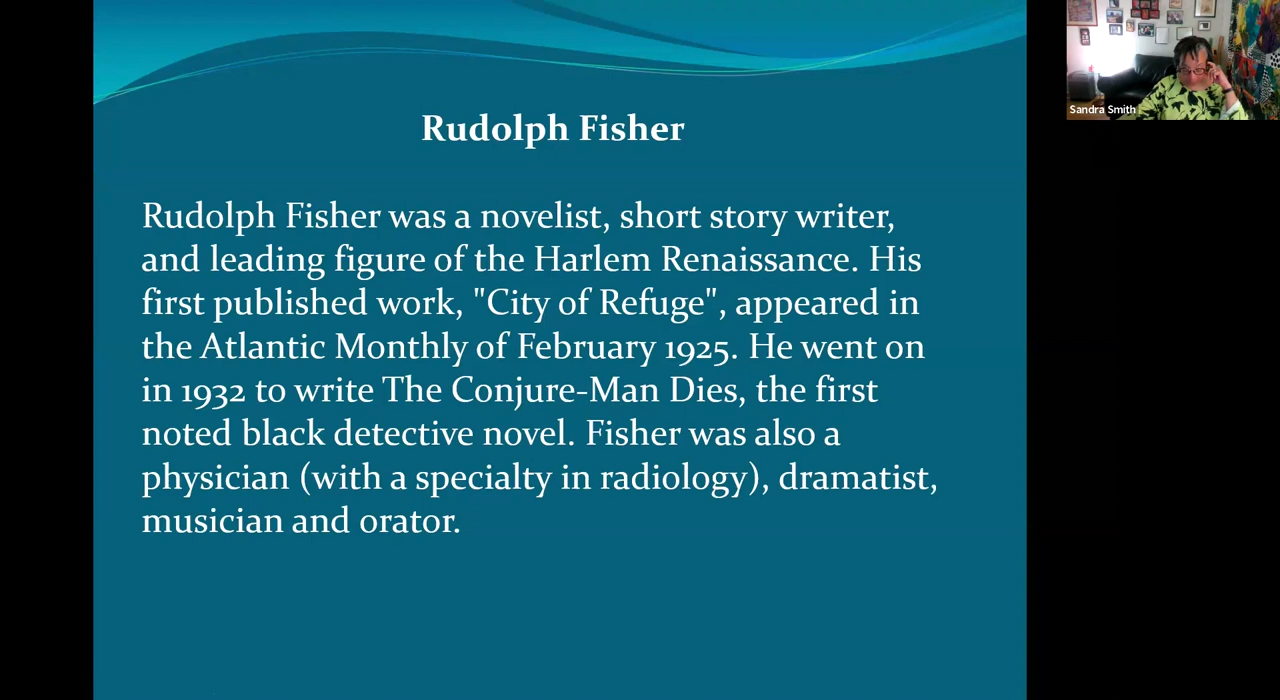 Rudolph Fisher
Rudolph Fisher was a novelist, short story writer,
and leading figure of the Harlem Renaissance. His
first published work, "City of Refuge", appeared in
the Atlantic Monthly of February 1925. He went on
in 1932 to write The Conjure-Man Dies, the first
noted black detective novel. Fisher was also a
physician (with a specialty in radiology), dramatist,
musician and orator.
Sandra Smith